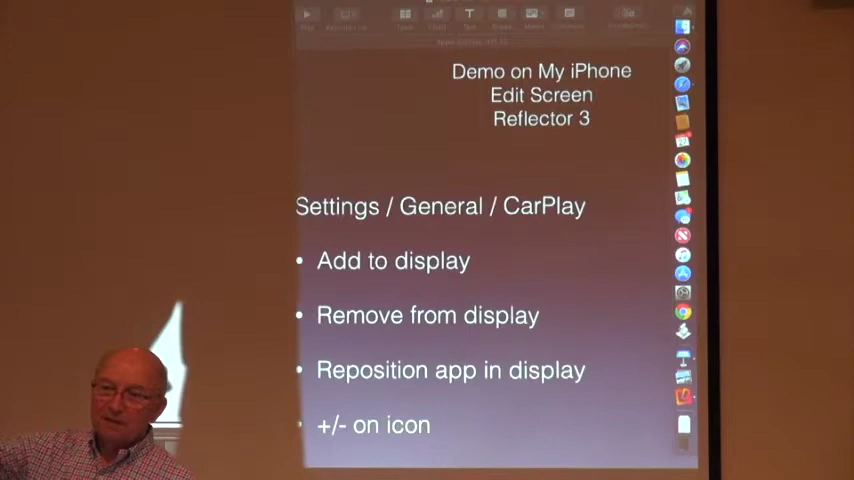 Demo on My iPhone
Edit Screen
Reflector 3
Settings / General / CarPlay
• Add to display
• Remove from display
• Reposition app in display
• +/- on icon